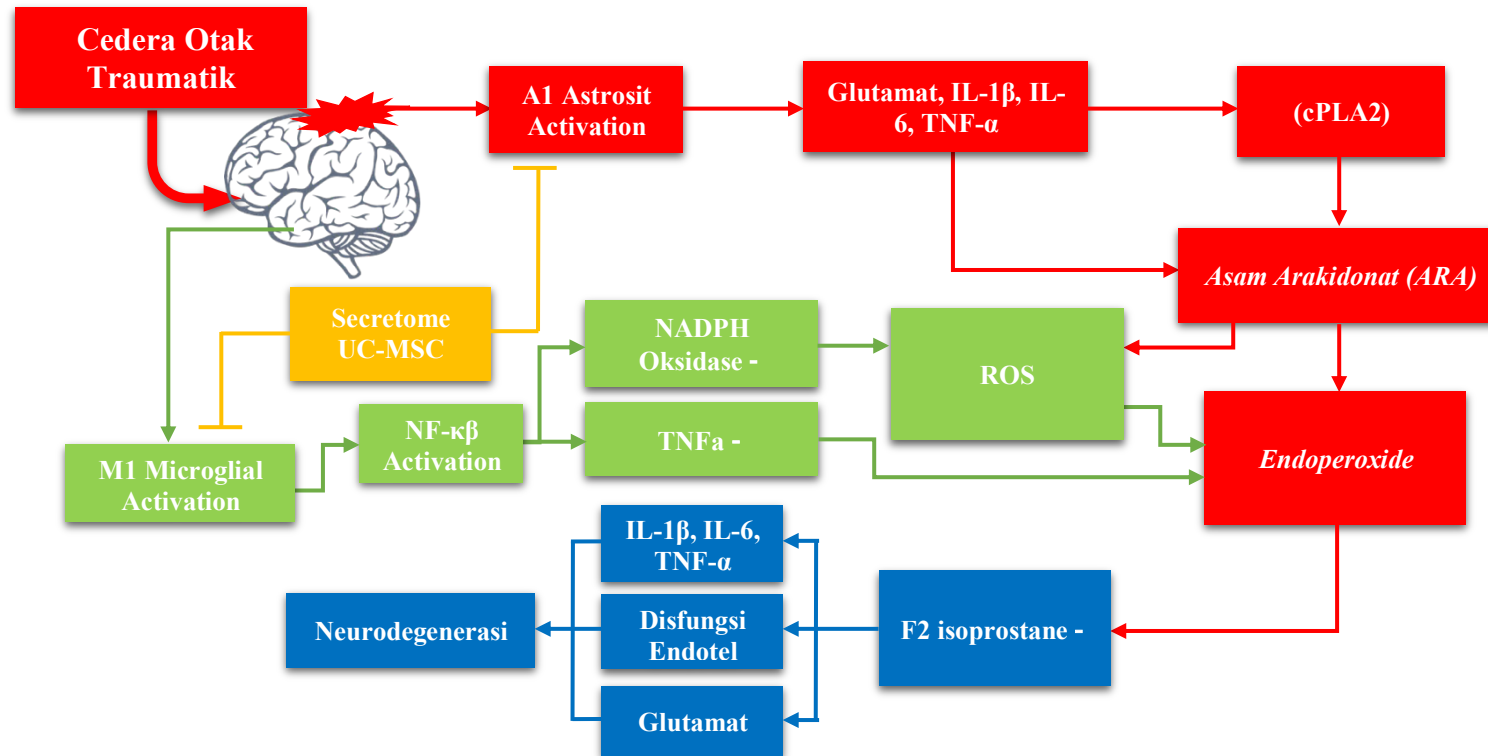 Cedera Otak
Traumatik
A1 Astrosit
Activation
Glutamat, IL-1β, IL-
6, TNF-α
(cPLA2)
Asam Arakidonat (ARA)
Secretome
UC-MSC
NADPH
Oksidase -
ROS
NF-κβ
Activation
TNFa -
M1 Microglial
Activation
Endoperoxide
IL-1β, IL-6,
TNF-α
Neurodegenerasi
Disfungsi
Endotel
F2 isoprostane -
Glutamat